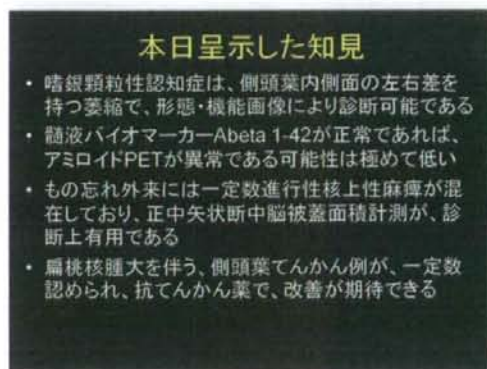 本日呈示した知見
• 嗜銀顆粒性認知症は、側頭葉内側面の左右差を
持つ萎縮で、形態・機能画像により診断可能である
• 髄液バイオマーカーAbeta 1-42が正常であれば、
アミロイドPETが異常である可能性は極めて低い
• もの忘れ外来には一定数進行性核上性麻痺が混
在しており、正中矢状断中脳被蓋面積計測が、診
断上有用である
• 扁桃核腫大を伴う、側頭葉てんかん例が、一定数
認められ、抗てんかん薬で、改善が期待できる